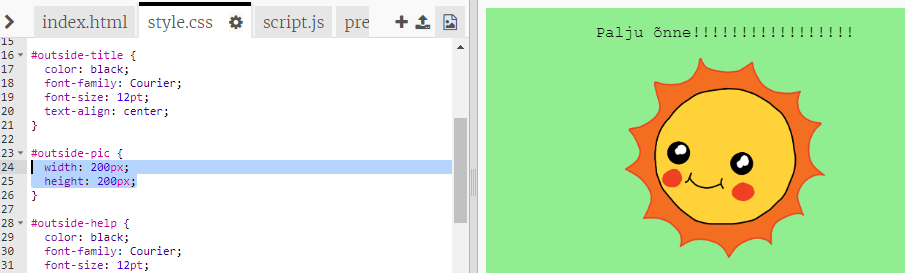 index.html style.css script.js pre
15
16 #outside-title {
17 color: black;
18 font-family: Courier;
19 font-size: 12pt;
20 text-align: center;
21 }
22
23 #outside-pic {
24 width: 200px;
25 height: 200px;
26 }
27
28 #outside-help {
29 color: black;
30 font-family: Courier;
31 font-size: 12pt;
Palju õnne!!!!!!!!!!!!!!!!!